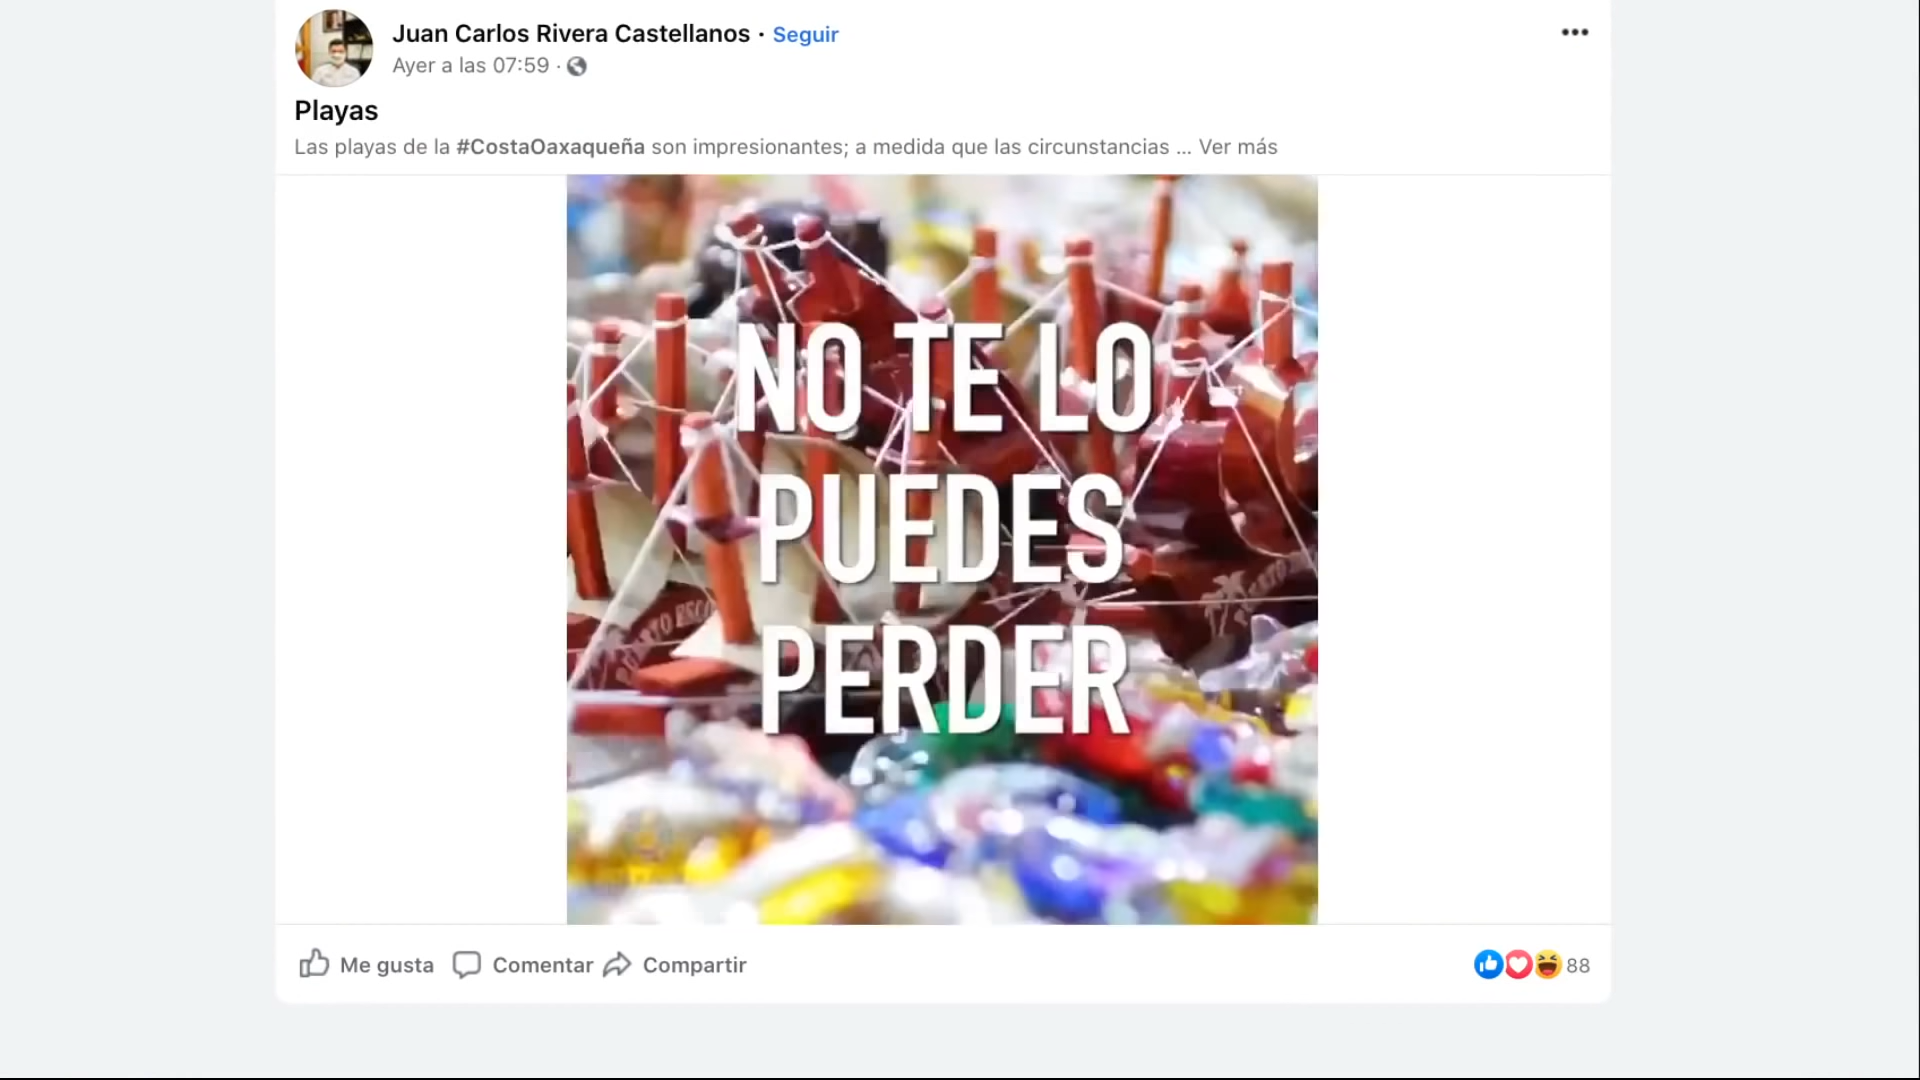 Juan Carlos Rivera Castellanos · Seguir
Ayer a las 07:59 ·
Playas
Las playas de la #CostaOaxaqueña son impresionantes; a medida que las circunstancias ... Ver más
NO TE LO
PUEDES
PERDER
Me gusta Comentar Compartir 88